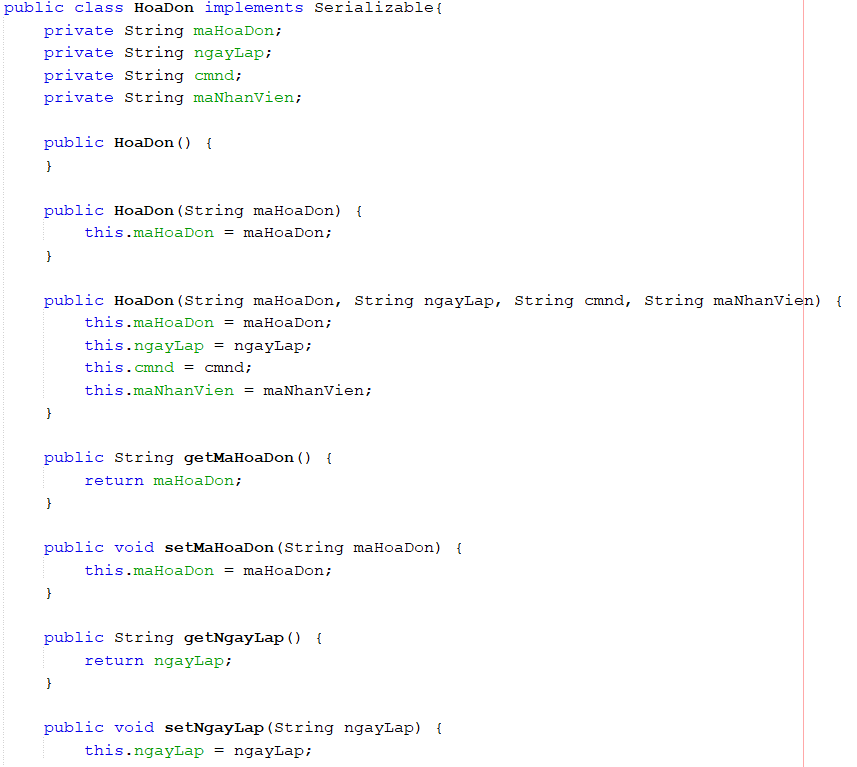 public class HoaDon implements Serializable{
private String maHoaDon;
private String ngayLap;
private String cmnd;
private String maNhanVien;
public HoaDon() {
}
public HoaDon(String maHoaDon) {
this.maHoaDon = maHoaDon;
}
public HoaDon(String maHoaDon, String ngayLap, String cmnd, String maNhanVien) {
this.maHoaDon = maHoaDon;
this.ngayLap = ngayLap;
this.cmnd = cmnd;
this.maNhanVien = maNhanVien;
}
public String getMaHoaDon() {
return maHoaDon;
}
public void setMaHoaDon(String maHoaDon) {
this.maHoaDon = maHoaDon;
}
public String getNgayLap() {
return ngayLap;
}
public void setNgayLap(String ngayLap) {
this.ngayLap = ngayLap;